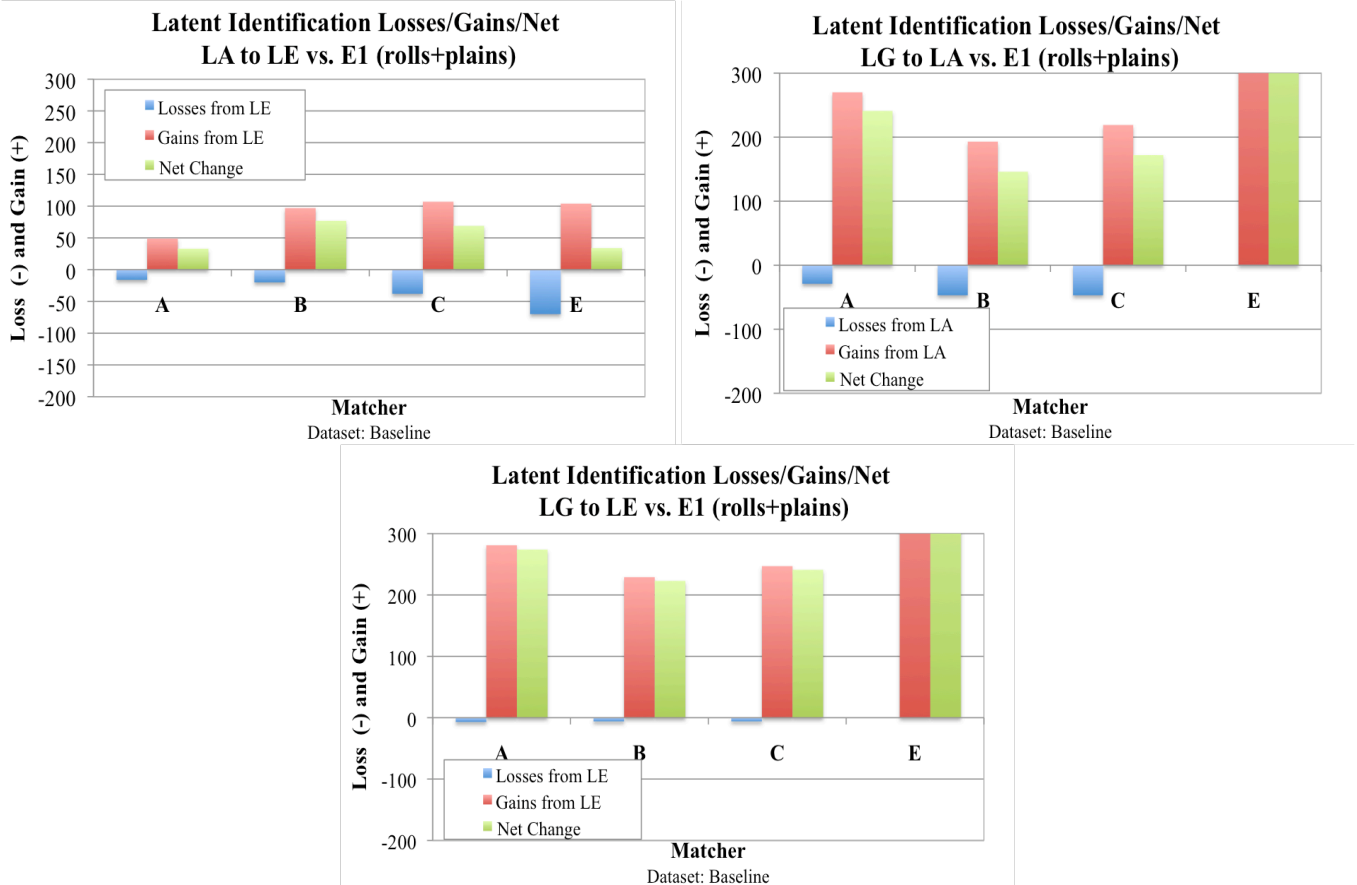 Latent Identification Losses/Gains/Net
LA to LE vs. E1 (rolls+plains)
300
250
200
150
100
50
0
-50
-100
-150
-200
Loss (-) and Gain (+)
Losses from LE
Gains from LE
Net Change
A
B
C
E
Matcher
Dataset: Baseline
Latent Identification Losses/Gains/Net
LG to LA vs. E1 (rolls+plains)
300
200
100
0
-100
-200
Loss (-) and Gain (+)
A
B
C
E
Losses from LA
Gains from LA
Net Change
Matcher
Dataset: Baseline
Latent Identification Losses/Gains/Net
LG to LE vs. E1 (rolls+plains)
300
200
100
0
-100
-200
Loss (-) and Gain (+)
A
B
C
E
Losses from LE
Gains from LE
Net Change
Matcher
Dataset: Baseline